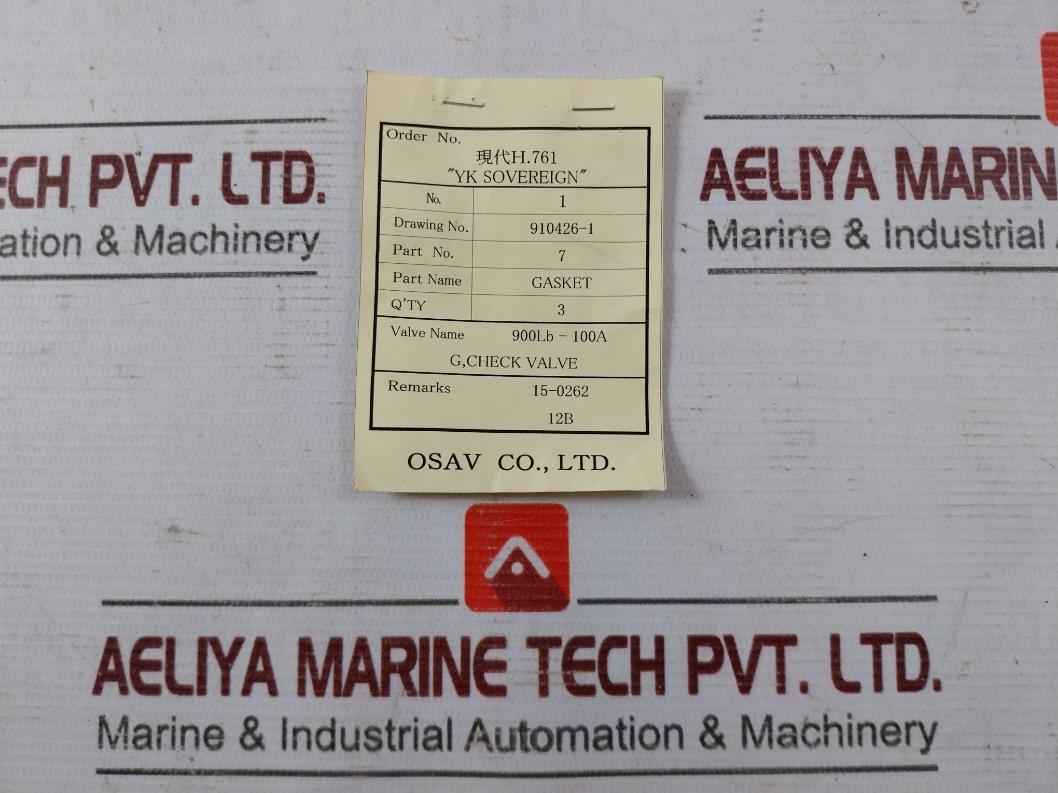 Order No.
現代H.761
"YK SOVEREIGN"
No. 1
Drawing No. 910426-1
Part No. 7
Part Name GASKET
Q'TY 3
Valve Name 900Lb - 100A
G,CHECK VALVE
Remarks 15-0262
12B
OSAV CO., LTD.
ECH PVT. LTD.
ation & Machinery
AELIYA MARIN
Marine & Industrial
AELIYA MARINE TECH PVT. LTD.
Marine & Industrial Automation & Machinery